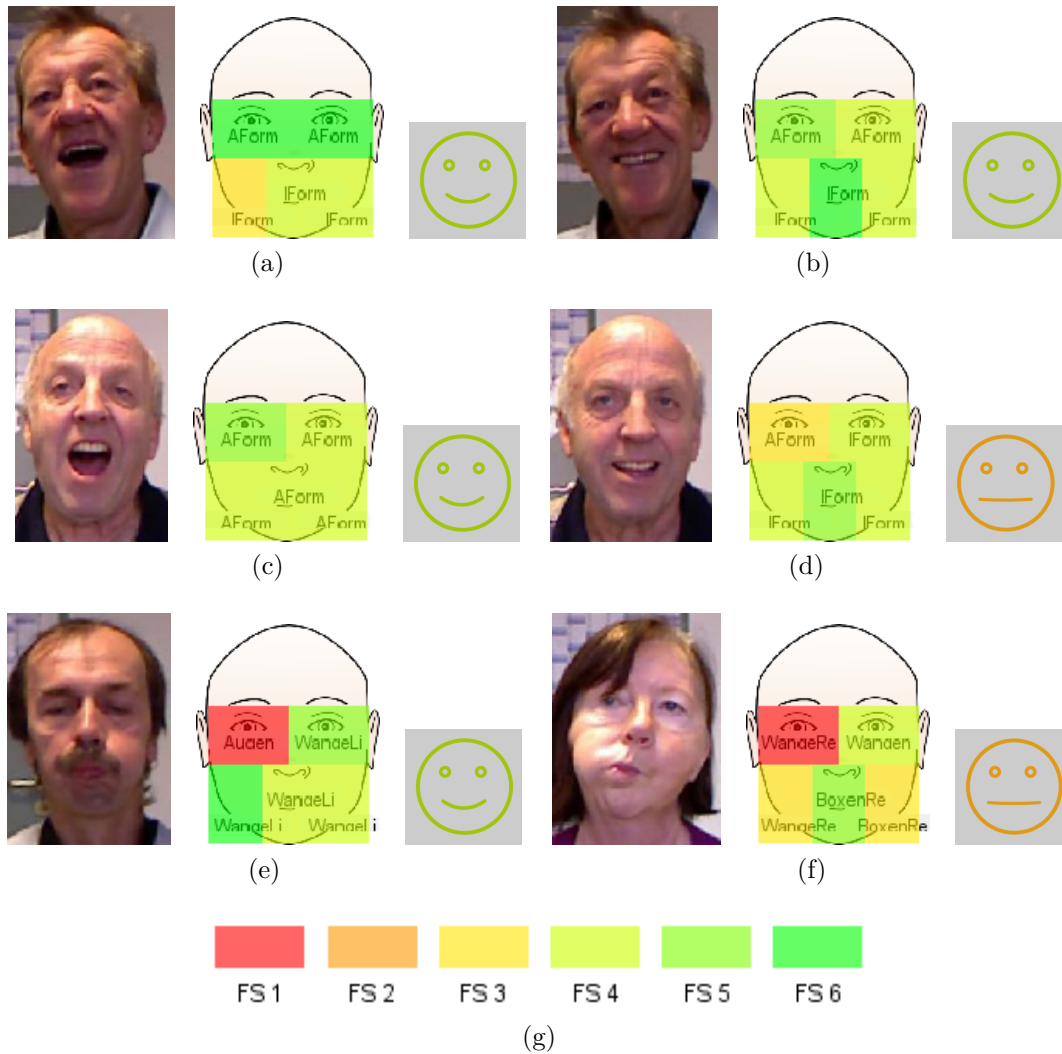 AForm AForm
IForm
IForm IForm
(a)
AForm AForm
IForm
IForm IForm
(b)
AForm AForm
AForm
AForm AForm
(c)
AForm IForm
IForm
IForm IForm
(d)
Augen WangeLi
WangeLi
WangeLi WangeLi
(e)
WangeRe Wangen
BoxenRe
WangeRe BoxenRe
(f)
FS 1 FS 2 FS 3 FS 4 FS 5 FS 6
(g)